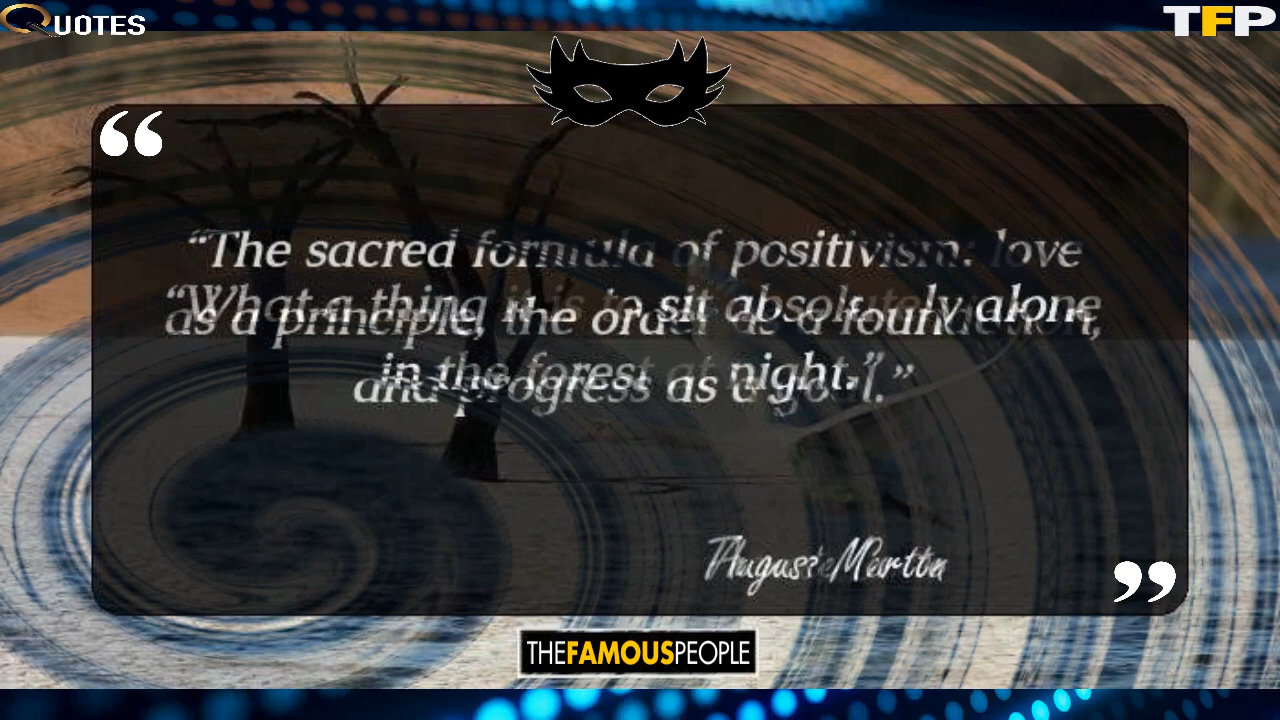 QUOTES
TFP
“The sacred formula of positivism: love
“What a thing it is to sit absolutely alone
as a principle, the order as a foundation,
in the forest at night.”
and progress as a goal.”
THEFAMOUSPEOPLE